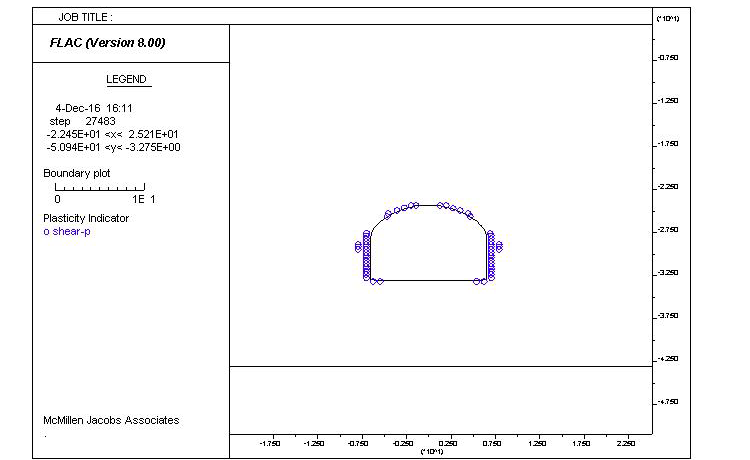 JOB TITLE :
FLAC (Version 8.00)
LEGEND
4-Dec-16 16:11
step 27483
-2.245E+01 <x< 2.521E+01
-5.094E+01 <y< -3.275E+00
Boundary plot
0 1E 1
Plasticity Indicator
o shear-p
McMillen Jacobs Associates
(*10^1)
-0.750
-1.250
-1.750
-2.250
-2.750
-3.250
-3.750
-4.250
-4.750
-1.750 -1.250 -0.750 -0.250 0.250 0.750 1.250 1.750 2.250
(*10^1)